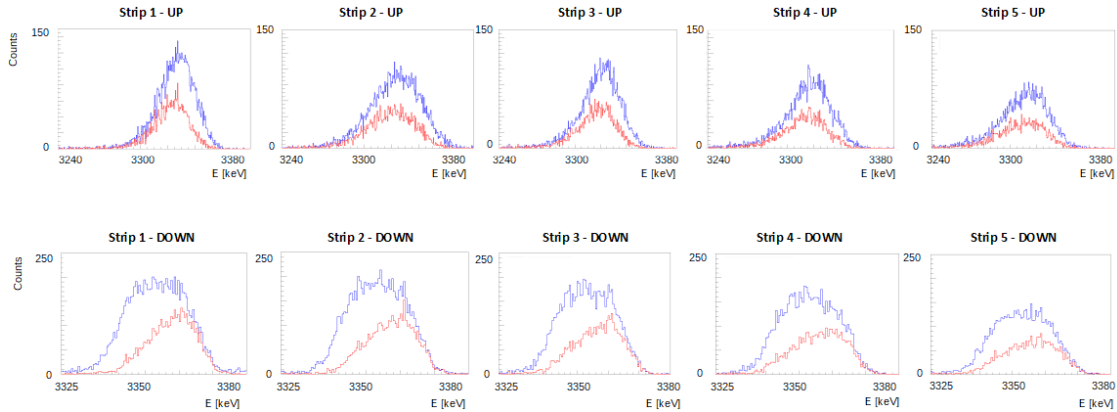 Strip 1 - UP
Strip 2 - UP
Strip 3 - UP
Strip 4 - UP
Strip 5 - UP
Counts
150
0
3240
3300
3380
E [keV]
150
0
3240
3300
3380
E [keV]
150
0
3240
3300
3380
E [keV]
150
0
3240
3300
3380
E [keV]
150
0
3240
3300
3380
E [keV]
Strip 1 - DOWN
Strip 2 - DOWN
Strip 3 - DOWN
Strip 4 - DOWN
Strip 5 - DOWN
Counts
250
0
3325
3350
3380
E [keV]
250
0
3325
3350
3380
E [keV]
250
0
3325
3350
3380
E [keV]
250
0
3325
3350
3380
E [keV]
250
0
3325
3350
3380
E [keV]